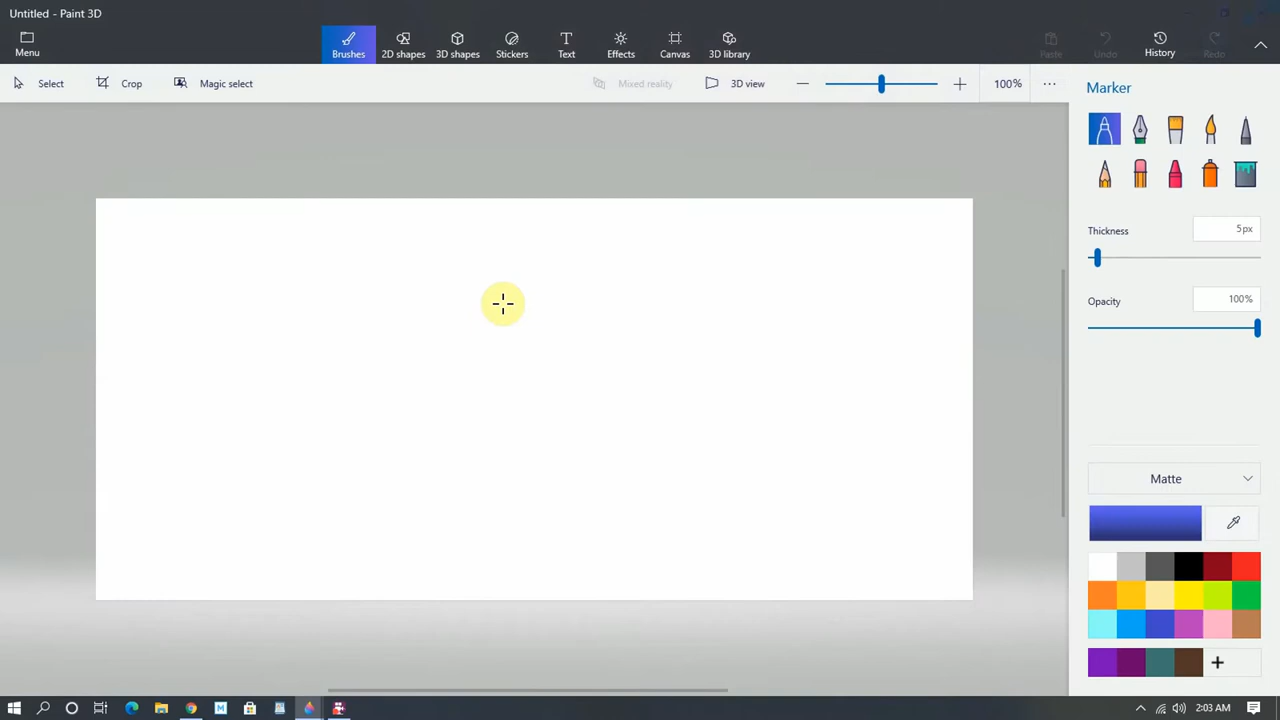 Untitled - Paint 3D
Menu
Brushes
2D shapes
3D shapes
Stickers
Text
Effects
Canvas
3D library
Paste
Undo
History
Redo
Select
Crop
Magic select
Mixed reality
3D view
100%
Marker
Thickness
5px
Opacity
100%
Matte
2:03 AM